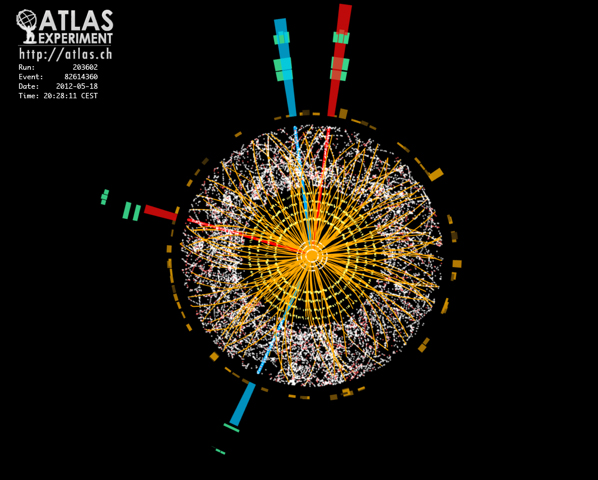 ATLAS
EXPERIMENT
http://atlas.ch
Run: 203602
Event: 82614360
Date: 2012-05-18
Time: 20:28:11 CEST